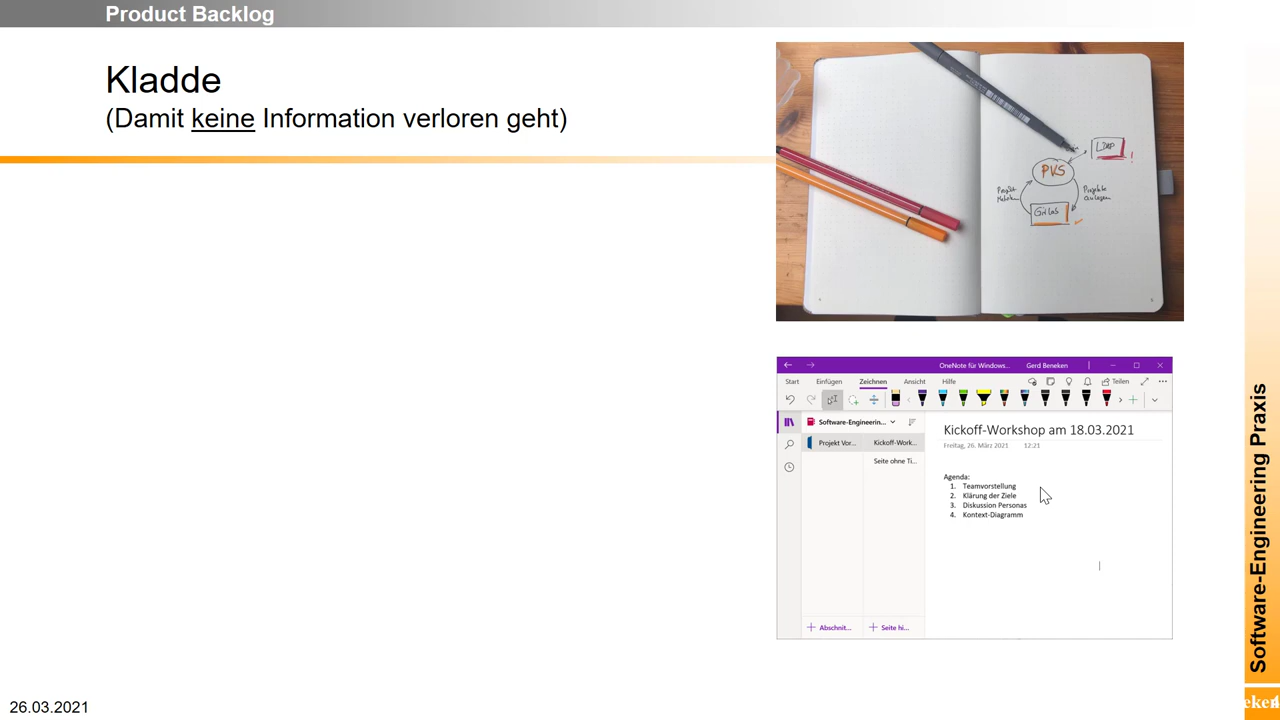 Product Backlog
Kladde
(Damit keine Information verloren geht)
LDAP
!
PVS
Projekte
anlegen
GitLab
OneNote für Windows...
Gerd Beneken
Start Einfügen Zeichnen Ansicht Hilfe
Teilen
Software-Engineerin...
Projekt Vor...
Kickoff-Work...
Seite ohne Ti...
Kickoff-Workshop am 18.03.2021
Freitag, 26. März 2021 12:21
Agenda:
1. Teamvorstellung
2. Klärung der Ziele
3. Diskussion Personas
4. Kontext-Diagramm
+ Abschnit...
+ Seite hi...
Software-Engineering Praxis
26.03.2021